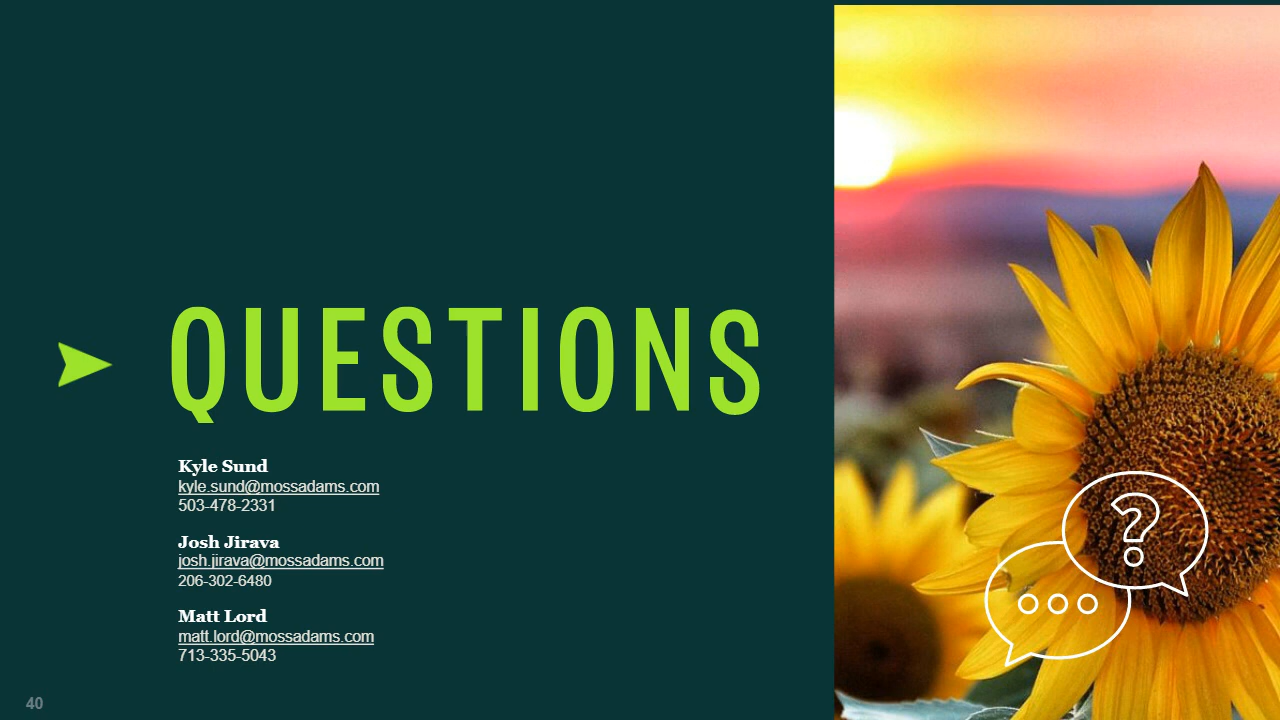 QUESTIONS
Kyle Sund
kyle.sund@mossadams.com
503-478-2331
Josh Jirava
josh.jirava@mossadams.com
206-302-6480
Matt Lord
matt.lord@mossadams.com
713-335-5043
40